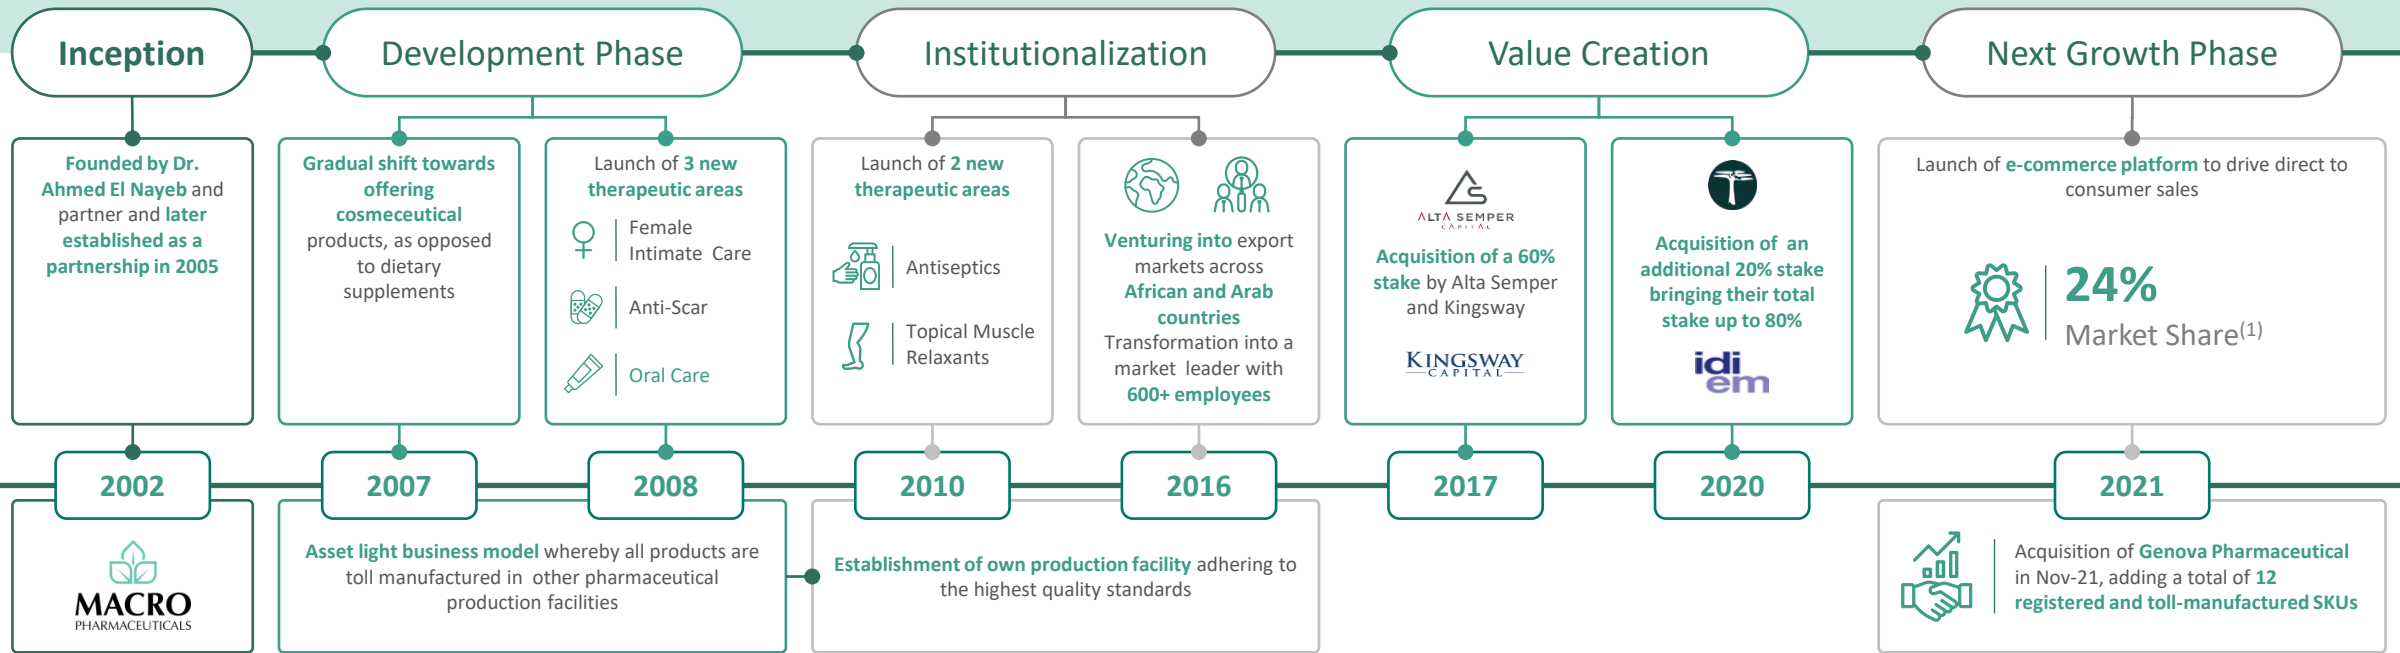 Inception
Development Phase
Institutionalization
Value Creation
Next Growth Phase
Founded by Dr.
Ahmed El Nayeb and
partner and later
established as a
partnership in 2005
Gradual shift towards
offering
cosmeceutical
products, as opposed
to dietary
supplements
Launch of 3 new
therapeutic areas
Female
Intimate Care
Anti-Scar
Oral Care
Launch of 2 new
therapeutic areas
Antiseptics
Topical Muscle
Relaxants
Venturing into export
markets across
African and Arab
countries
Transformation into a
market leader with
600+ employees
ALTA SEMPER
CAPITAL
Acquisition of a 60%
stake by Alta Semper
and Kingsway
KINGSWAY
CAPITAL
Acquisition of an
additional 20% stake
bringing their total
stake up to 80%
idi
em
Launch of e-commerce platform to drive direct to
consumer sales
24%
Market Share(1)
2002
2007
2008
2010
2016
2017
2020
2021
MACRO
PHARMACEUTICALS
Asset light business model whereby all products are
toll manufactured in other pharmaceutical
production facilities
Establishment of own production facility adhering to
the highest quality standards
Acquisition of Genova Pharmaceutical
in Nov-21, adding a total of 12
registered and toll-manufactured SKUs